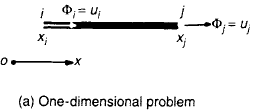 i Φᵢ = uᵢ j Φⱼ = uⱼ
xᵢ xⱼ
o x
(a) One-dimensional problem